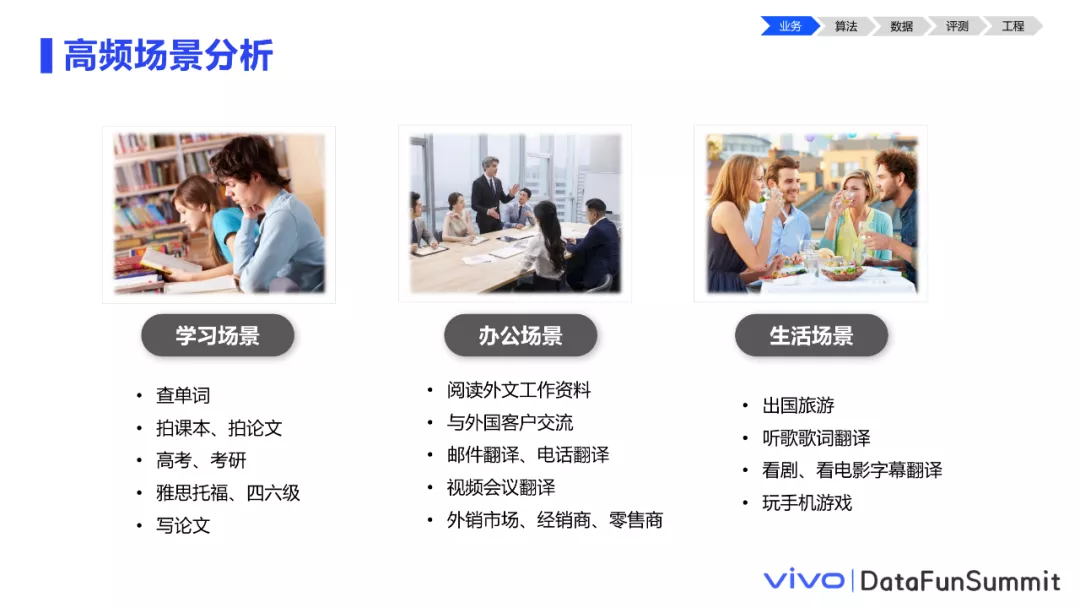 高频场景分析
业务
算法
数据
评测
工程
学习场景
• 查单词
• 拍课本、拍论文
• 高考、考研
• 雅思托福、四六级
• 写论文
办公场景
• 阅读外文工作资料
• 与外国客户交流
• 邮件翻译、电话翻译
• 视频会议翻译
• 外销市场、经销商、零售商
生活场景
• 出国旅游
• 听歌歌词翻译
• 看剧、看电影字幕翻译
• 玩手机游戏
vivo | DataFunSummit